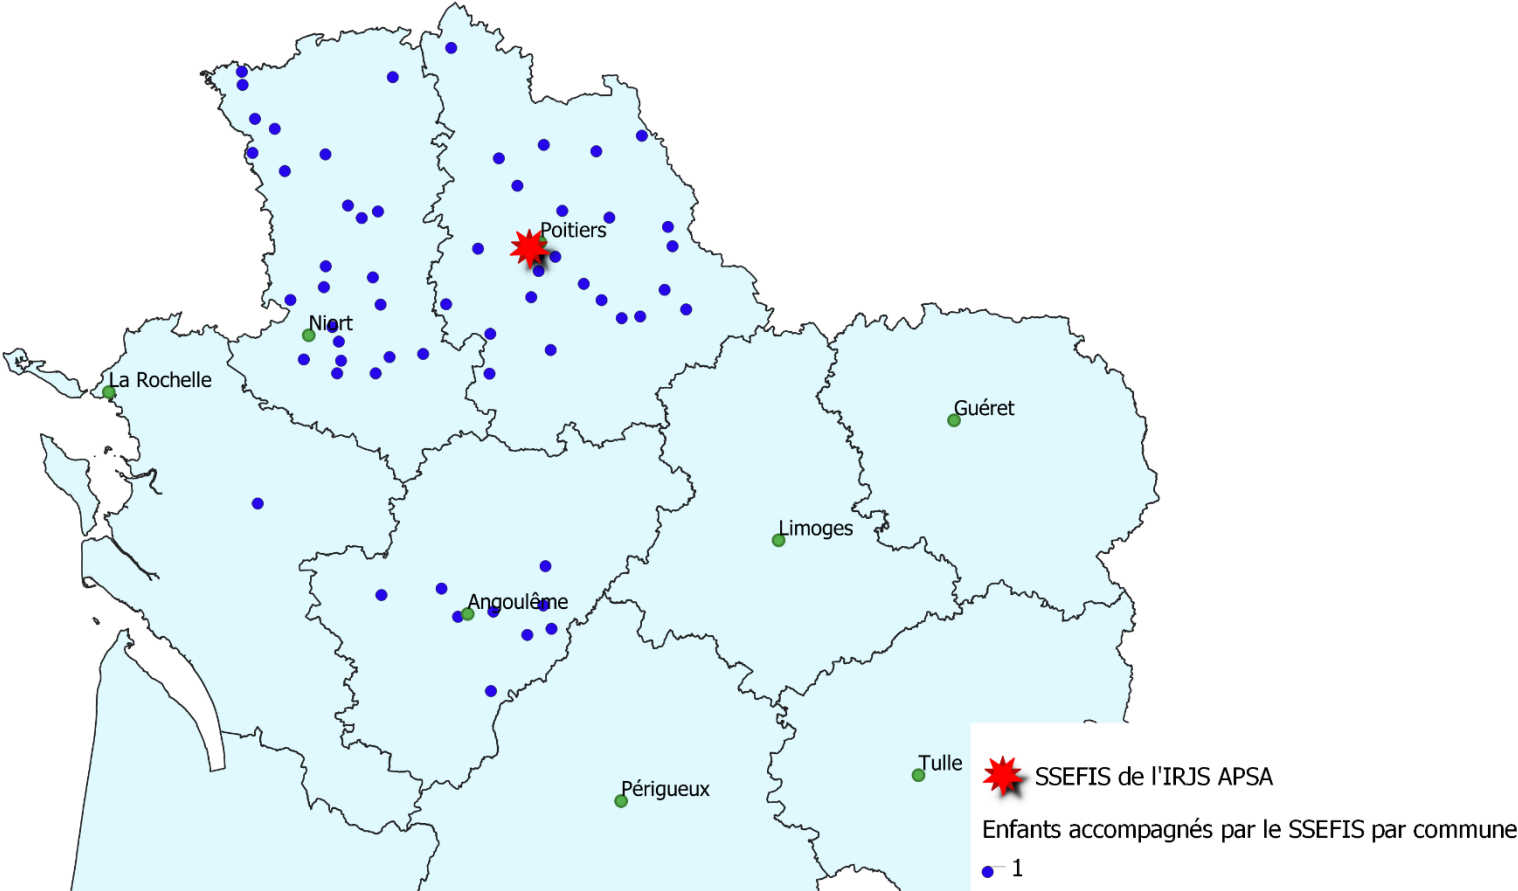 Poitiers
Niort
La Rochelle
Guéret
Limoges
Angoulême
Tulle
Périgueux
SSEFIS de l'IRJS APSA
Enfants accompagnés par le SSEFIS par commune
1